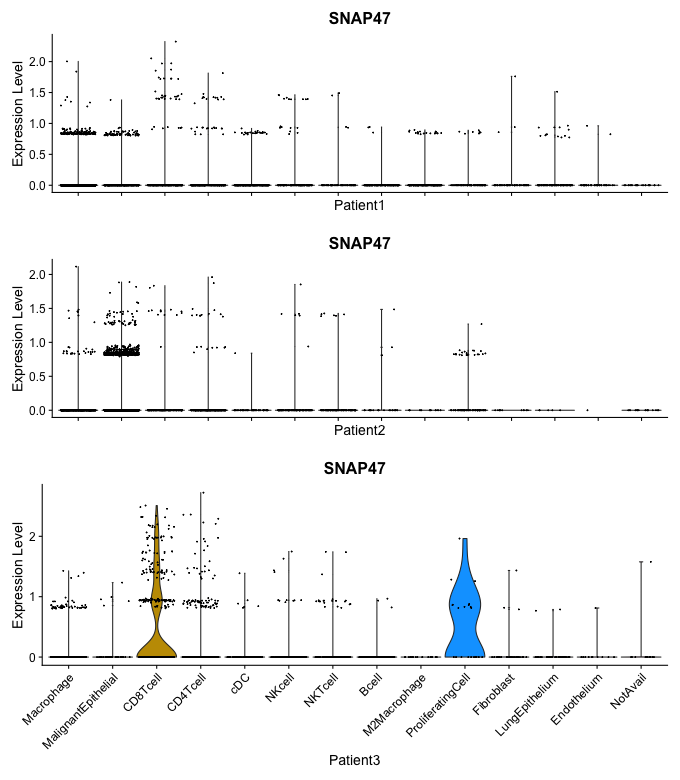 SNAP47
Expression Level
2.0
1.5
1.0
0.5
0.0
Patient1
SNAP47
Expression Level
2.0
1.5
1.0
0.5
0.0
Patient2
SNAP47
Expression Level
2
1
0
Macrophage
MalignantEpithelial
CD8Tcell
CD4Tcell
cDC
NKcell
NKTcell
Bcell
M2Macrophage
ProliferatingCell
Fibroblast
LungEpithelium
Endothelium
NotAvail
Patient3